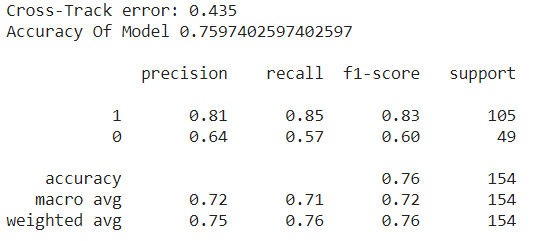 Cross-Track error: 0.435
Accuracy Of Model 0.7597402597402597
precision recall f1-score support
1 0.81 0.85 0.83 105
0 0.64 0.57 0.60 49
accuracy 0.76 154
macro avg 0.72 0.71 0.72 154
weighted avg 0.75 0.76 0.76 154